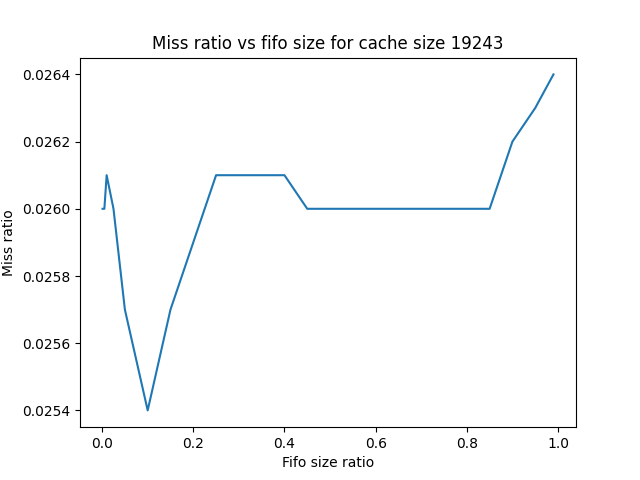 Miss ratio vs fifo size for cache size 19243
0.0264
0.0262
0.0260
0.0258
0.0256
0.0254
Miss ratio
0.0 0.2 0.4 0.6 0.8 1.0
Fifo size ratio